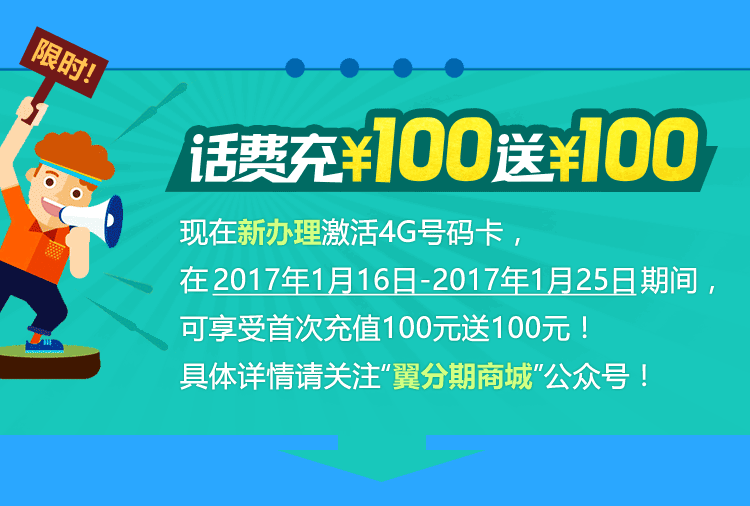 限时!
话费充¥100送¥100
现在新办理激活4G号码卡，
在2017年1月16日-2017年1月25日期间，
可享受首次充值100元送100元！
具体详情请关注“翼分期商城”公众号！